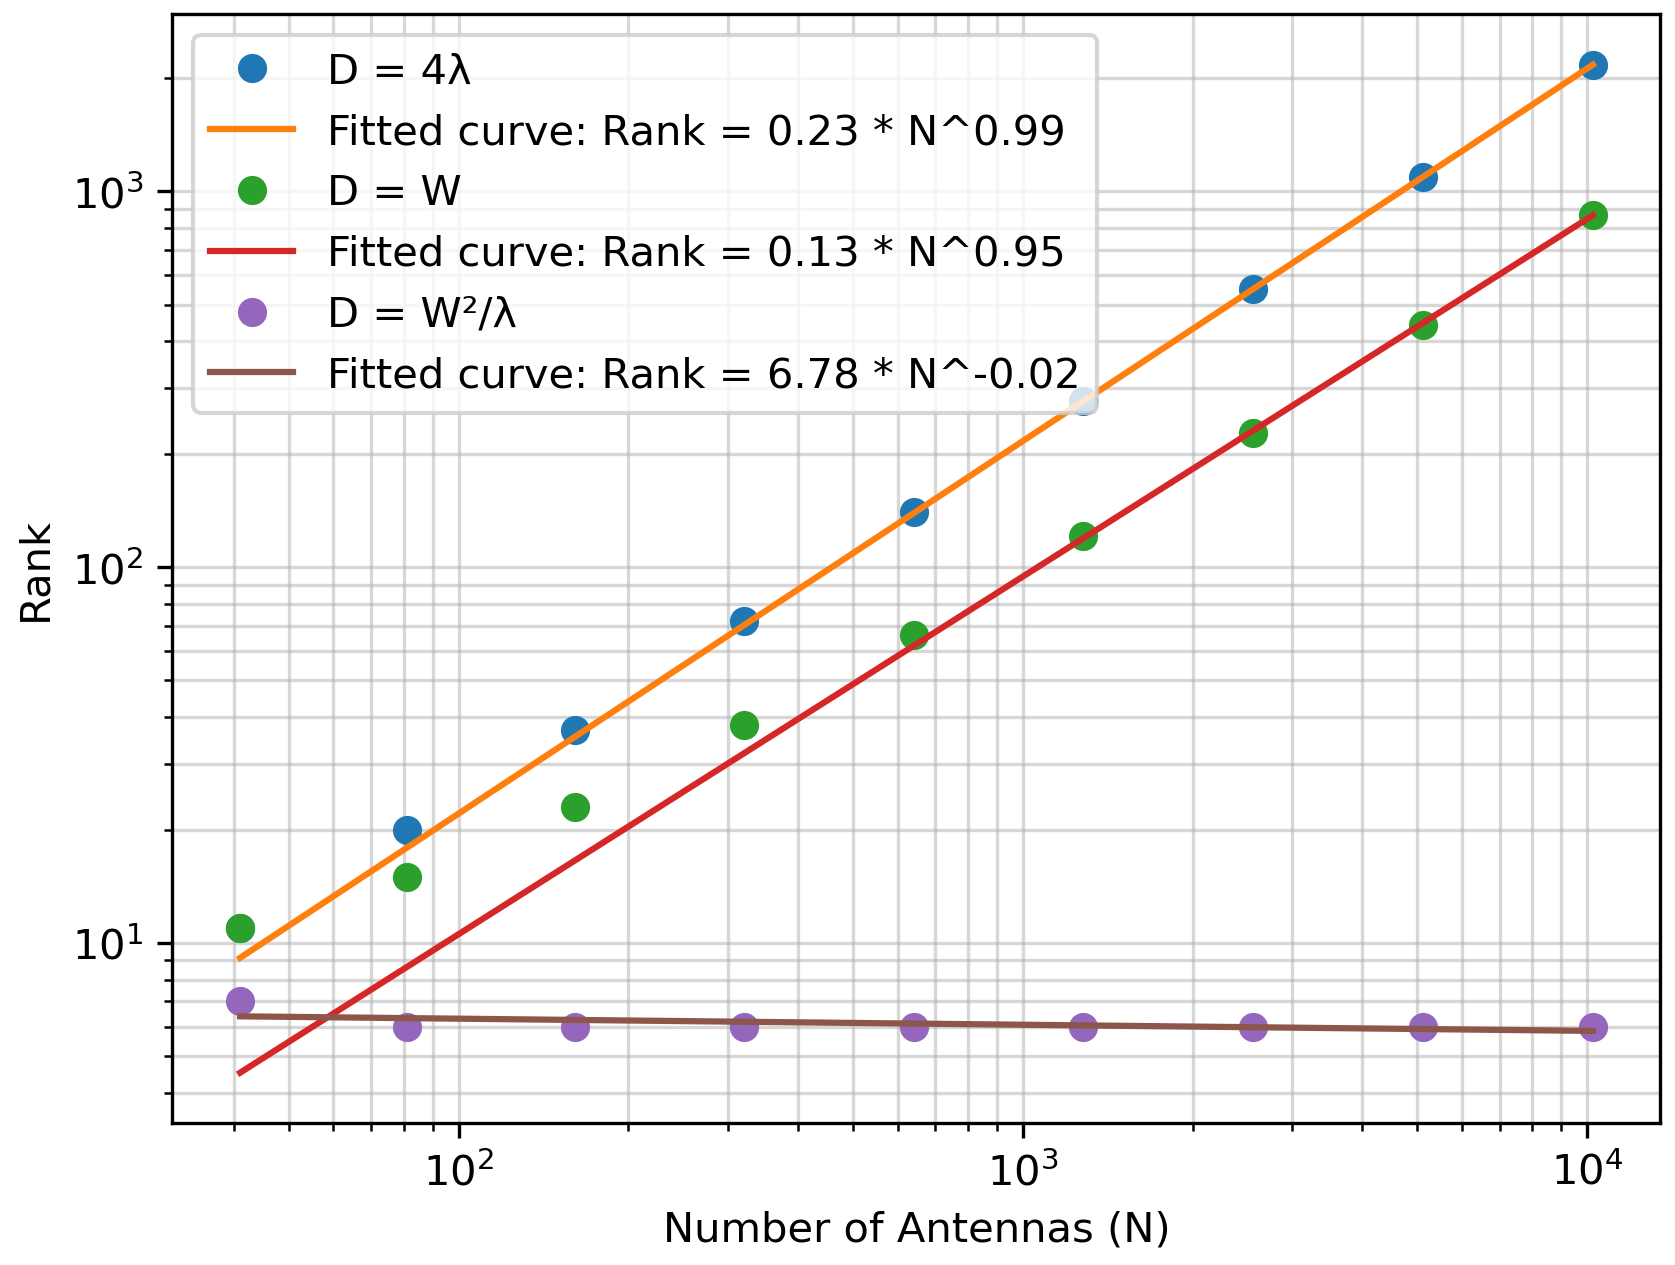 D = 4λ
Fitted curve: Rank = 0.23 * N^0.99
D = W
Fitted curve: Rank = 0.13 * N^0.95
D = W²/λ
Fitted curve: Rank = 6.78 * N^-0.02
10³
10²
10¹
Rank
10² 10³ 10⁴
Number of Antennas (N)